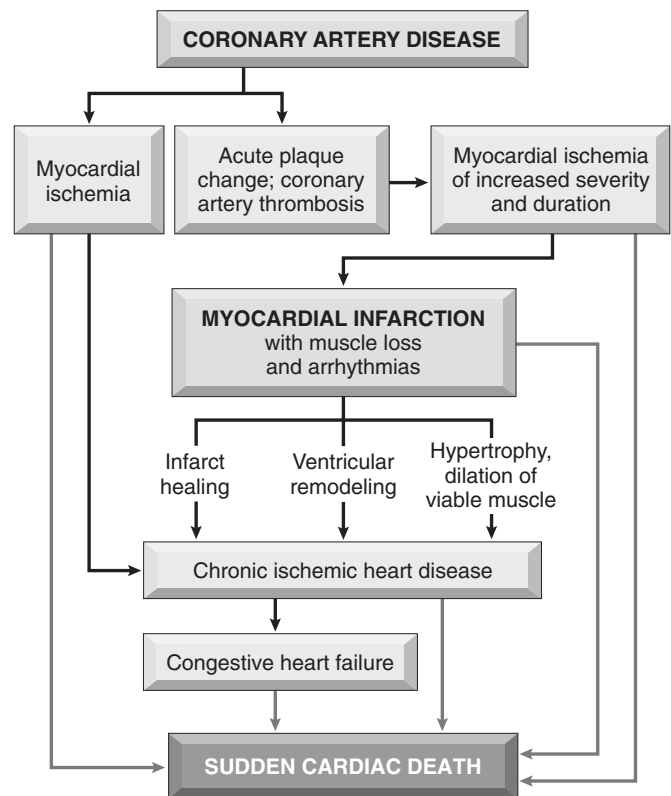 CORONARY ARTERY DISEASE
Myocardial
ischemia
Acute plaque
change; coronary
artery thrombosis
Myocardial ischemia
of increased severity
and duration
MYOCARDIAL INFARCTION
with muscle loss
and arrhythmias
Infarct
healing
Ventricular
remodeling
Hypertrophy,
dilation of
viable muscle
Chronic ischemic heart disease
Congestive heart failure
SUDDEN CARDIAC DEATH